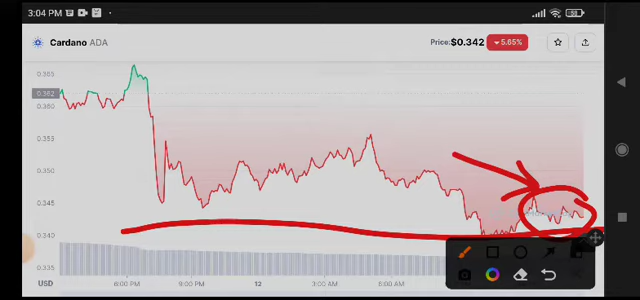 3:04 PM
Cardano ADA
Price: $0.342 5.65%
0.365
0.362
0.360
0.355
0.350
0.345
0.340
0.335
USD 6:00 PM 9:00 PM 12 3:00 AM 6:00 AM